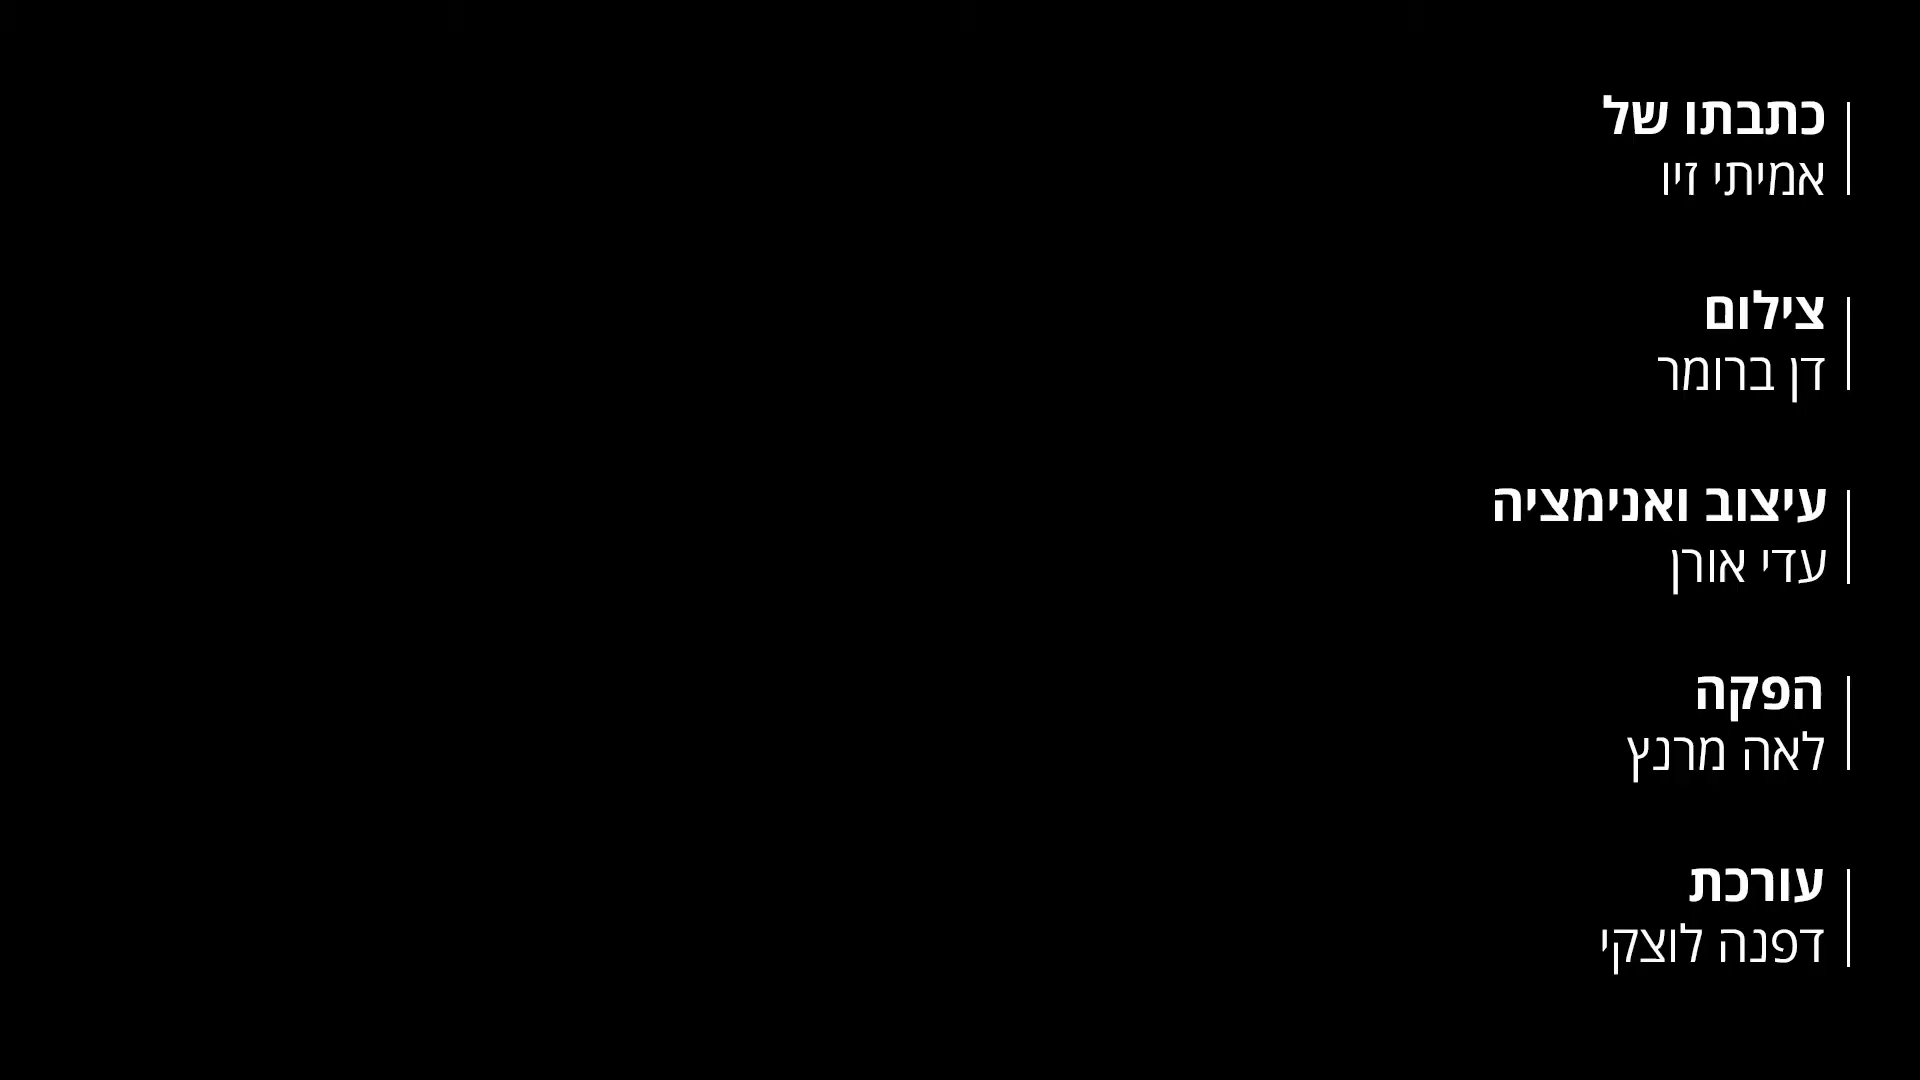 כתבתו של
אמיתי זיו
צילום
דן ברומר
עיצוב ואנימציה
עדי אורן
הפקה
לאה מרנץ
עורכת
דפנה לוצקי